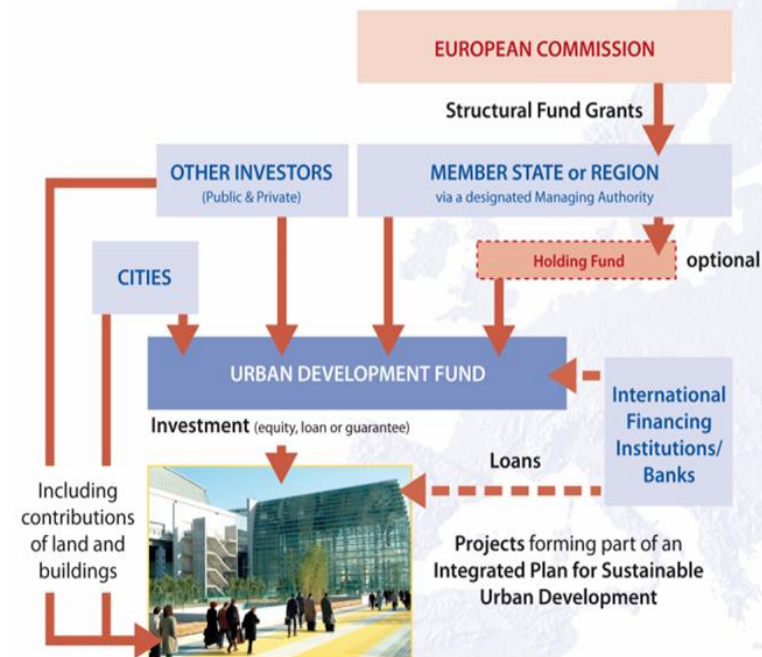 EUROPEAN COMMISSION
Structural Fund Grants
OTHER INVESTORS
(Public & Private)
MEMBER STATE or REGION
via a designated Managing Authority
Holding Fund
optional
CITIES
URBAN DEVELOPMENT FUND
International
Financing
Institutions/
Banks
Investment (equity, loan or guarantee)
Loans
Including
contributions
of land and
buildings
Projects forming part of an
Integrated Plan for Sustainable
Urban Development